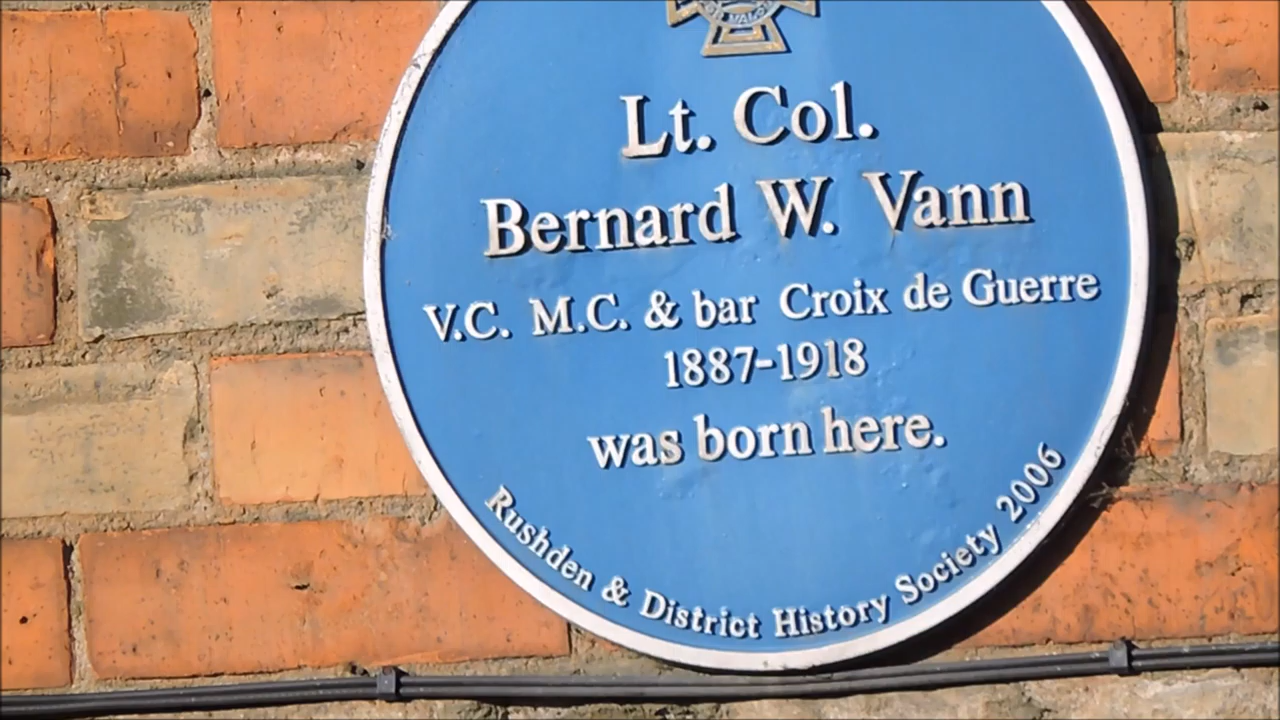 Lt. Col.
Bernard W. Vann
V.C. M.C. & bar Croix de Guerre
1887-1918
was born here.
Rushden & District History Society 2006